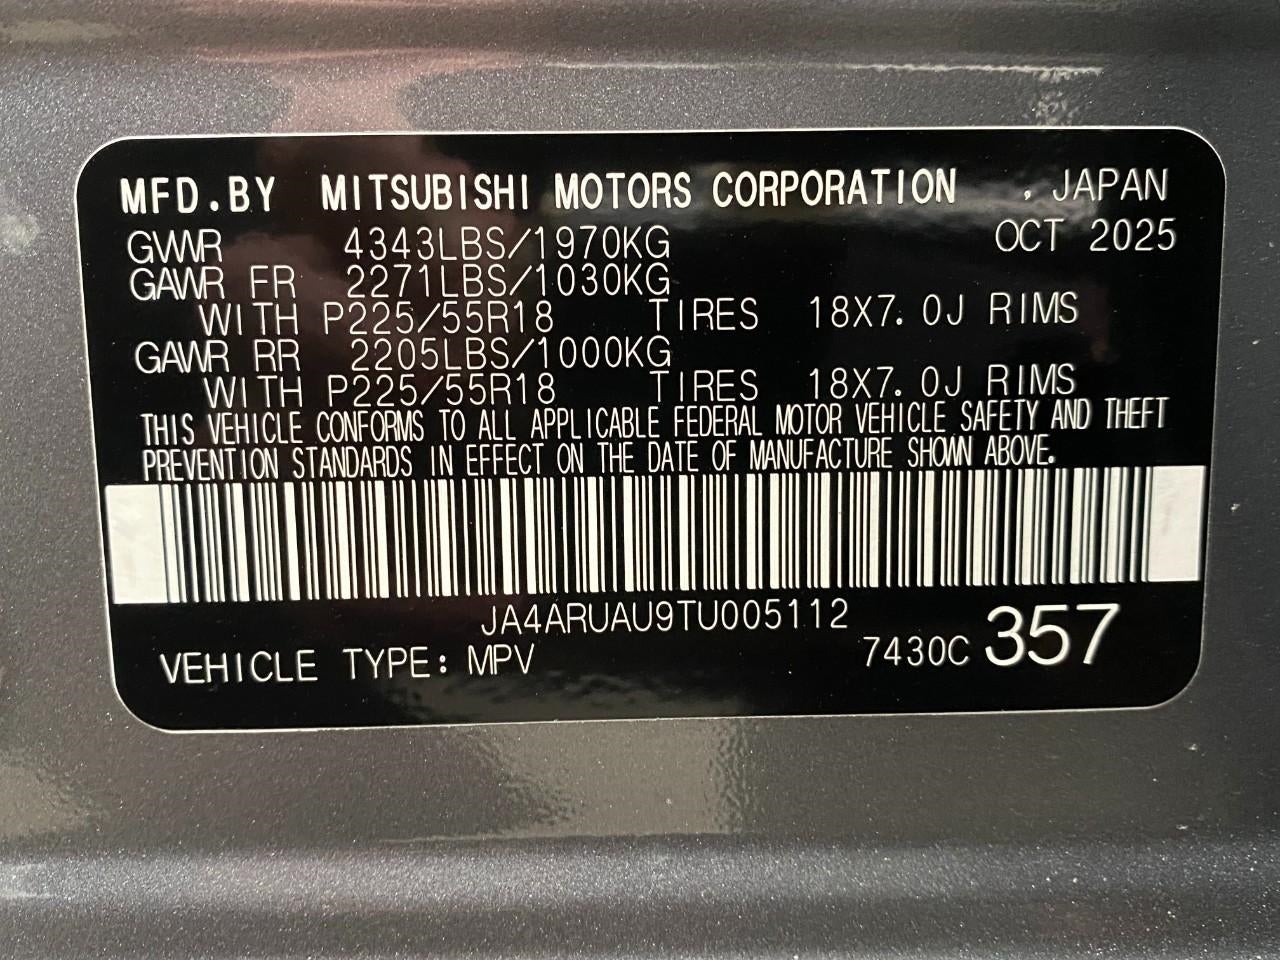 MFD.BY MITSUBISHI MOTORS CORPORATION , JAPAN
GVWR 4343LBS/1970KG OCT 2025
GAWR FR 2271LBS/1030KG
WITH P225/55R18 TIRES 18X7.0J RIMS
GAWR RR 2205LBS/1000KG
WITH P225/55R18 TIRES 18X7.0J RIMS
THIS VEHICLE CONFORMS TO ALL APPLICABLE FEDERAL MOTOR VEHICLE SAFETY AND THEFT
PREVENTION STANDARDS IN EFFECT ON THE DATE OF MANUFACTURE SHOWN ABOVE.
JA4ARUAU9TU005112
VEHICLE TYPE: MPV 7430C 357